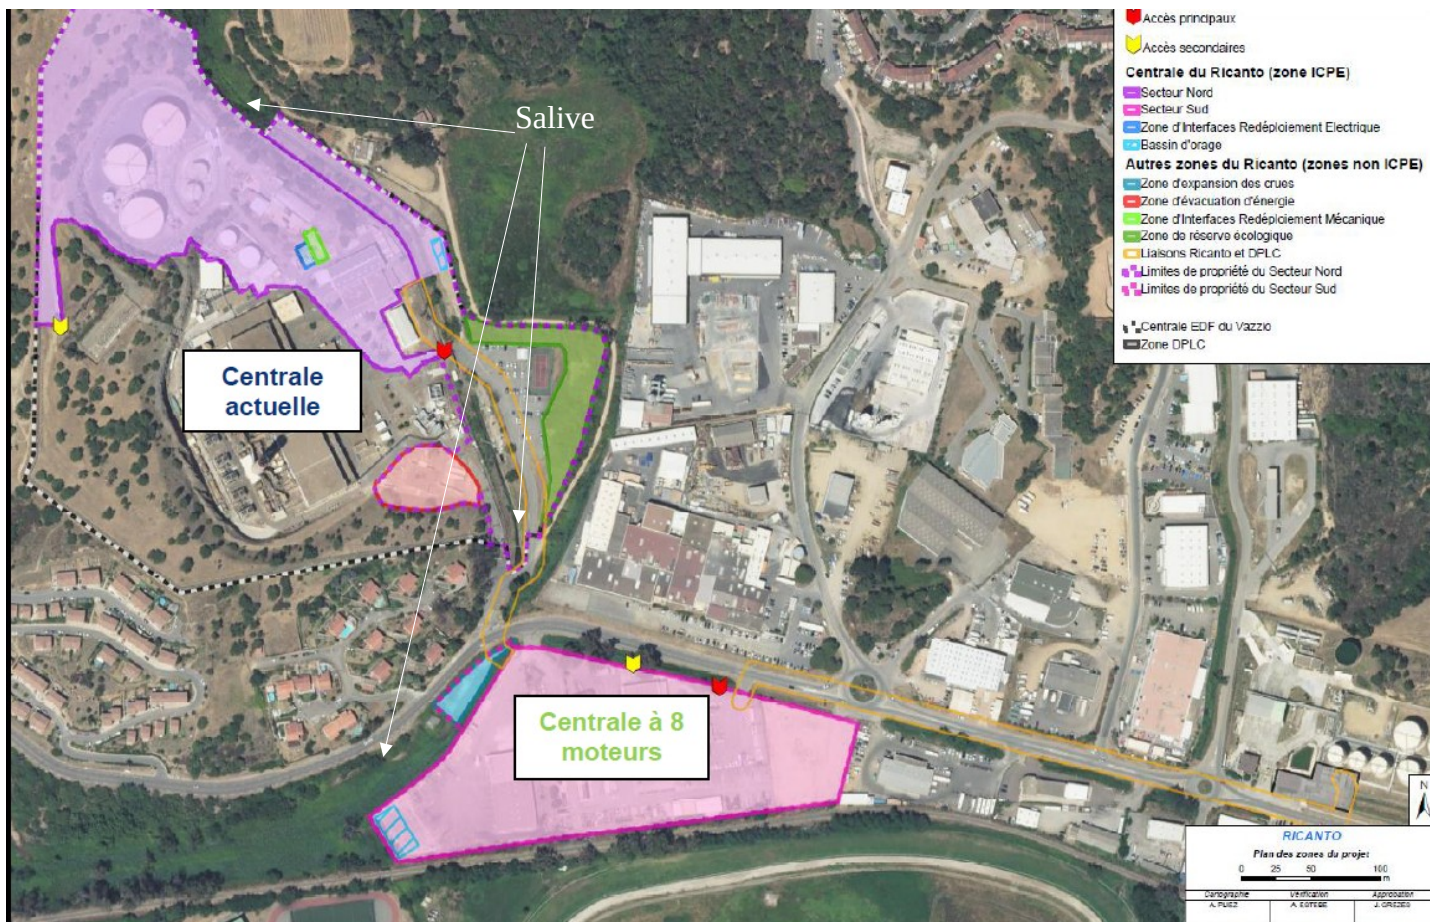 Accès principaux
Accès secondaires
Centrale du Ricanto (zone ICPE)
Secteur Nord
Secteur Sud
Zone d'Interfaces Redéploiement Electrique
Bassin d'orage
Autres zones du Ricanto (zones non ICPE)
Zone d'expansion des crues
Zone d'évacuation d'énergie
Zone d'Interfaces Redéploiement Mécanique
Zone de réserve écologique
Liaisons Ricanto et DPLC
Limites de propriété du Secteur Nord
Limites de propriété du Secteur Sud
Centrale EDF du Vazzio
Zone DPLC
Salive
Centrale
actuelle
Centrale à 8
moteurs
N
RICANTO
Plan des zones du projet
0 25 50 100
m
Cartographie Vérification Approbation